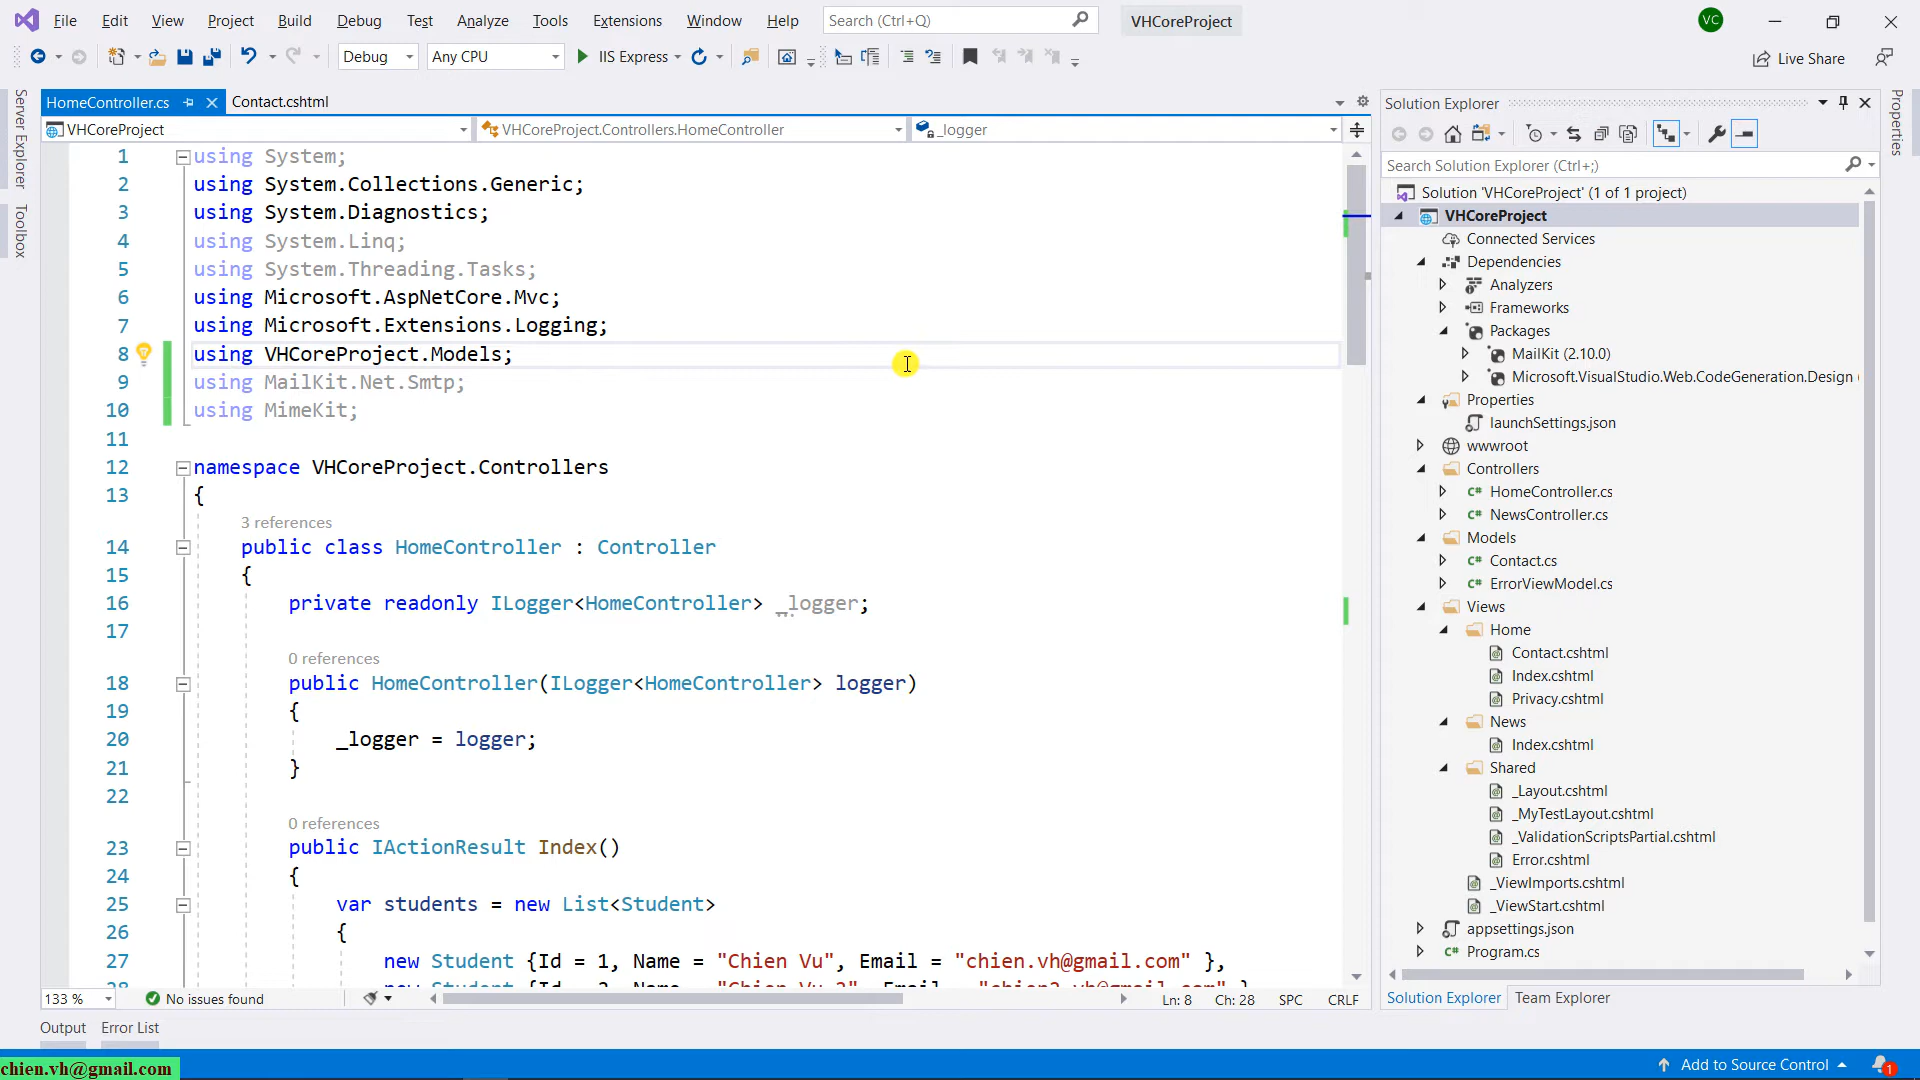 File Edit View Project Build Debug Test Analyze Tools Extensions Window Help Search (Ctrl+Q) VHCoreProject VC
Debug Any CPU IIS Express Live Share
Server Explorer
Toolbox
HomeController.cs Contact.cshtml
VHCoreProject VHCoreProject.Controllers.HomeController _logger
1 using System;
2 using System.Collections.Generic;
3 using System.Diagnostics;
4 using System.Linq;
5 using System.Threading.Tasks;
6 using Microsoft.AspNetCore.Mvc;
7 using Microsoft.Extensions.Logging;
8 using VHCoreProject.Models;
9 using MailKit.Net.Smtp;
10 using MimeKit;
11
12 namespace VHCoreProject.Controllers
13 {
3 references
14 public class HomeController : Controller
15 {
16 private readonly ILogger<HomeController> _logger;
17
0 references
18 public HomeController(ILogger<HomeController> logger)
19 {
20 _logger = logger;
21 }
22
0 references
23 public IActionResult Index()
24 {
25 var students = new List<Student>
26 {
27 new Student {Id = 1, Name = "Chien Vu", Email = "chien.vh@gmail.com" },
133 % No issues found Ln: 8 Ch: 28 SPC CRLF
Output Error List
Solution Explorer
Search Solution Explorer (Ctrl+;)
Solution 'VHCoreProject' (1 of 1 project)
VHCoreProject
Connected Services
Dependencies
Analyzers
Frameworks
Packages
MailKit (2.10.0)
Microsoft.VisualStudio.Web.CodeGeneration.Design (
Properties
launchSettings.json
wwwroot
Controllers
C# HomeController.cs
C# NewsController.cs
Models
C# Contact.cs
C# ErrorViewModel.cs
Views
Home
Contact.cshtml
Index.cshtml
Privacy.cshtml
News
Index.cshtml
Shared
_Layout.cshtml
_MyTestLayout.cshtml
_ValidationScriptsPartial.cshtml
Error.cshtml
_ViewImports.cshtml
_ViewStart.cshtml
appsettings.json
C# Program.cs
Solution Explorer Team Explorer
Properties
chien.vh@gmail.com
Add to Source Control 1